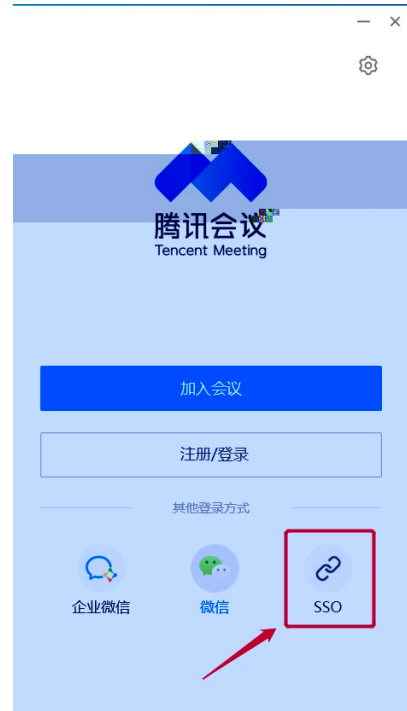 腾讯会议
Tencent Meeting
加入会议
注册/登录
其他登录方式
企业微信
微信
SSO